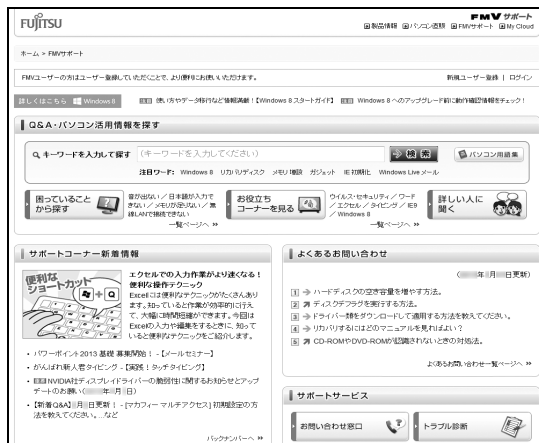 FUJITSU
FMV サポート
製品情報 パソコン直販 FMVサポート My Cloud
ホーム > FMVサポート
FMVユーザーの方はユーザー登録していただくことで、より便利にお使いいただけます。 新規ユーザー登録 | ログイン
詳しくはこちら Windows 8 使い方やデータ移行など情報満載!【Windows 8 スタートガイド】 Windows 8 へのアップグレード前に動作確認情報をチェック!
Q&A・パソコン活用情報を探す
キーワードを入力して探す (キーワードを入力してください) 検索 パソコン用語集
注目ワード: Windows 8 リカバリディスク メモリ増設 ガジェット IE 初期化 Windows Live メール
困っていることから探す
音が出ない / 日本語が入力できない / メモリが足りない / 無線LANで接続できない
一覧ページへ
お役立ちコーナーを見る
ウイルス・セキュリティ / ワード / エクセル / タイピング / IE9 / Windows 8
一覧ページへ
詳しい人に聞く
サポートコーナー新着情報
便利なショートカット
+ Q
エクセルでの入力作業がより速くなる!
便利な操作テクニック
Excelには便利なテクニックがたくさんあり
ます。知っていると作業が効率的に行え
て、大幅に時間短縮ができます。今回は
Excelの入力や編集をするときに、知って
いると便利なテクニックをご紹介します。
・パワーポイント 2013 基礎 募集開始! -【メールセミナー】
・がんばれ新人君タイピング -【実践!タッチタイピング】
・NVIDIA社ディスプレイドライバーの脆弱性に関するお知らせとアップ
デートのお願い(年月日)
・【新着Q&A】月日更新! - [マカフィー マルチアクセス] 初期設定の方
法を教えてください。...など
バックナンバーへ
よくあるお問い合わせ
(年月日更新)
1 ハードディスクの空き容量を増やす方法。
2 ディスクデフラグを実行する方法。
3 ドライバー類をダウンロードして適用する方法を教えてください。
4 リカバリするにはどのマニュアルを見ればよい?
5 CD-ROMやDVD-ROMが認識されないときの対処法。
よくあるお問い合わせ一覧ページへ
サポートサービス
お問い合わせ窓口
トラブル診断